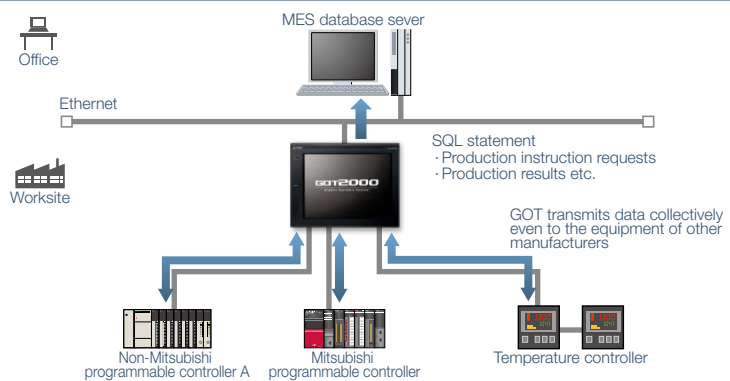 MES database sever
Office
Ethernet
SQL statement
· Production instruction requests
· Production results etc.
GOT2000
Worksite
GOT transmits data collectively
even to the equipment of other
manufacturers
Non-Mitsubishi
programmable controller A
Mitsubishi
programmable controller
Temperature controller